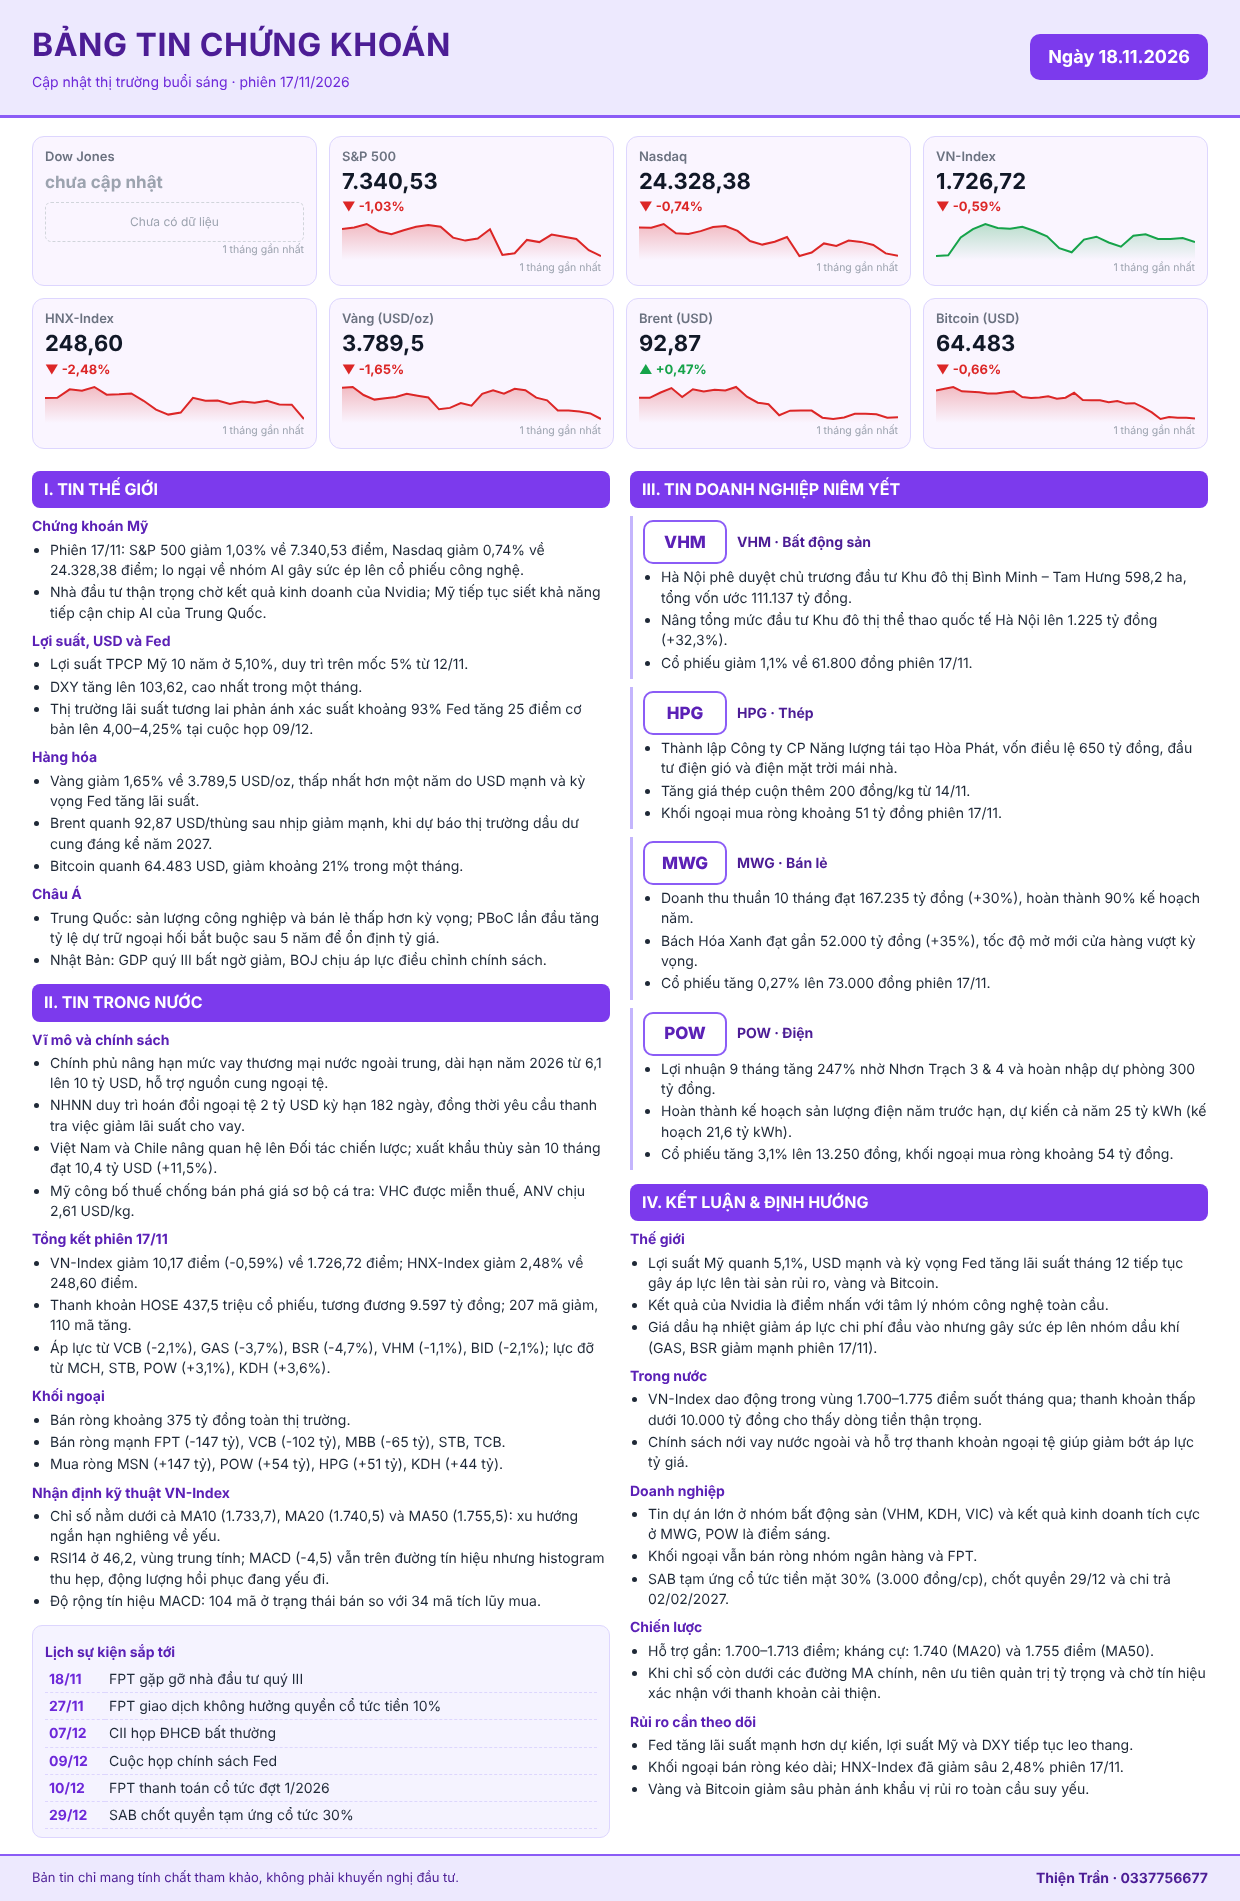 BẢNG TIN CHỨNG KHOÁN
Cập nhật thị trường buổi sáng · phiên 17/11/2026
Ngày 18.11.2026
Dow Jones
chưa cập nhật
Chưa có dữ liệu
1 tháng gần nhất
S&P 500
7.340,53
▼ -1,03%
1 tháng gần nhất
Nasdaq
24.328,38
▼ -0,74%
1 tháng gần nhất
VN-Index
1.726,72
▼ -0,59%
1 tháng gần nhất
HNX-Index
248,60
▼ -2,48%
1 tháng gần nhất
Vàng (USD/oz)
3.789,5
▼ -1,65%
1 tháng gần nhất
Brent (USD)
92,87
▲ +0,47%
1 tháng gần nhất
Bitcoin (USD)
64.483
▼ -0,66%
1 tháng gần nhất
I. TIN THẾ GIỚI
Chứng khoán Mỹ
• Phiên 17/11: S&P 500 giảm 1,03% về 7.340,53 điểm, Nasdaq giảm 0,74% về
24.328,38 điểm; lo ngại về nhóm AI gây sức ép lên cổ phiếu công nghệ.
• Nhà đầu tư thận trọng chờ kết quả kinh doanh của Nvidia; Mỹ tiếp tục siết khả năng
tiếp cận chip AI của Trung Quốc.
Lợi suất, USD và Fed
• Lợi suất TPCP Mỹ 10 năm ở 5,10%, duy trì trên mốc 5% từ 12/11.
• DXY tăng lên 103,62, cao nhất trong một tháng.
• Thị trường lãi suất tương lai phản ánh xác suất khoảng 93% Fed tăng 25 điểm cơ
bản lên 4,00–4,25% tại cuộc họp 09/12.
Hàng hóa
• Vàng giảm 1,65% về 3.789,5 USD/oz, thấp nhất hơn một năm do USD mạnh và kỳ
vọng Fed tăng lãi suất.
• Brent quanh 92,87 USD/thùng sau nhịp giảm mạnh, khi dự báo thị trường dầu dư
cung đáng kể năm 2027.
• Bitcoin quanh 64.483 USD, giảm khoảng 21% trong một tháng.
Châu Á
• Trung Quốc: sản lượng công nghiệp và bán lẻ thấp hơn kỳ vọng; PBoC lần đầu tăng
tỷ lệ dự trữ ngoại hối bắt buộc sau 5 năm để ổn định tỷ giá.
• Nhật Bản: GDP quý III bất ngờ giảm, BOJ chịu áp lực điều chỉnh chính sách.
II. TIN TRONG NƯỚC
Vĩ mô và chính sách
• Chính phủ nâng hạn mức vay thương mại nước ngoài trung, dài hạn năm 2026 từ 6,1
lên 10 tỷ USD, hỗ trợ nguồn cung ngoại tệ.
• NHNN duy trì hoán đổi ngoại tệ 2 tỷ USD kỳ hạn 182 ngày, đồng thời yêu cầu thanh
tra việc giảm lãi suất cho vay.
• Việt Nam và Chile nâng quan hệ lên Đối tác chiến lược; xuất khẩu thủy sản 10 tháng
đạt 10,4 tỷ USD (+11,5%).
• Mỹ công bố thuế chống bán phá giá sơ bộ cá tra: VHC được miễn thuế, ANV chịu
2,61 USD/kg.
Tổng kết phiên 17/11
• VN-Index giảm 10,17 điểm (-0,59%) về 1.726,72 điểm; HNX-Index giảm 2,48% về
248,60 điểm.
• Thanh khoản HOSE 437,5 triệu cổ phiếu, tương đương 9.597 tỷ đồng; 207 mã giảm,
110 mã tăng.
• Áp lực từ VCB (-2,1%), GAS (-3,7%), BSR (-4,7%), VHM (-1,1%), BID (-2,1%); lực đỡ
từ MCH, STB, POW (+3,1%), KDH (+3,6%).
Khối ngoại
• Bán ròng khoảng 375 tỷ đồng toàn thị trường.
• Bán ròng mạnh FPT (-147 tỷ), VCB (-102 tỷ), MBB (-65 tỷ), STB, TCB.
• Mua ròng MSN (+147 tỷ), POW (+54 tỷ), HPG (+51 tỷ), KDH (+44 tỷ).
Nhận định kỹ thuật VN-Index
• Chỉ số nằm dưới cả MA10 (1.733,7), MA20 (1.740,5) và MA50 (1.755,5): xu hướng
ngắn hạn nghiêng về yếu.
• RSI14 ở 46,2, vùng trung tính; MACD (-4,5) vẫn trên đường tín hiệu nhưng histogram
thu hẹp, động lượng hồi phục đang yếu đi.
• Độ rộng tín hiệu MACD: 104 mã ở trạng thái bán so với 34 mã tích lũy mua.
Lịch sự kiện sắp tới
18/11 FPT gặp gỡ nhà đầu tư quý III
27/11 FPT giao dịch không hưởng quyền cổ tức tiền 10%
07/12 CII họp ĐHCĐ bất thường
09/12 Cuộc họp chính sách Fed
10/12 FPT thanh toán cổ tức đợt 1/2026
29/12 SAB chốt quyền tạm ứng cổ tức 30%
III. TIN DOANH NGHIỆP NIÊM YẾT
VHM VHM · Bất động sản
• Hà Nội phê duyệt chủ trương đầu tư Khu đô thị Bình Minh – Tam Hưng 598,2 ha,
tổng vốn ước 111.137 tỷ đồng.
• Nâng tổng mức đầu tư Khu đô thị thể thao quốc tế Hà Nội lên 1.225 tỷ đồng
(+32,3%).
• Cổ phiếu giảm 1,1% về 61.800 đồng phiên 17/11.
HPG HPG · Thép
• Thành lập Công ty CP Năng lượng tái tạo Hòa Phát, vốn điều lệ 650 tỷ đồng, đầu
tư điện gió và điện mặt trời mái nhà.
• Tăng giá thép cuộn thêm 200 đồng/kg từ 14/11.
• Khối ngoại mua ròng khoảng 51 tỷ đồng phiên 17/11.
MWG MWG · Bán lẻ
• Doanh thu thuần 10 tháng đạt 167.235 tỷ đồng (+30%), hoàn thành 90% kế hoạch
năm.
• Bách Hóa Xanh đạt gần 52.000 tỷ đồng (+35%), tốc độ mở mới cửa hàng vượt kỳ
vọng.
• Cổ phiếu tăng 0,27% lên 73.000 đồng phiên 17/11.
POW POW · Điện
• Lợi nhuận 9 tháng tăng 247% nhờ Nhơn Trạch 3 & 4 và hoàn nhập dự phòng 300
tỷ đồng.
• Hoàn thành kế hoạch sản lượng điện năm trước hạn, dự kiến cả năm 25 tỷ kWh (kế
hoạch 21,6 tỷ kWh).
• Cổ phiếu tăng 3,1% lên 13.250 đồng, khối ngoại mua ròng khoảng 54 tỷ đồng.
IV. KẾT LUẬN & ĐỊNH HƯỚNG
Thế giới
• Lợi suất Mỹ quanh 5,1%, USD mạnh và kỳ vọng Fed tăng lãi suất tháng 12 tiếp tục
gây áp lực lên tài sản rủi ro, vàng và Bitcoin.
• Kết quả của Nvidia là điểm nhấn với tâm lý nhóm công nghệ toàn cầu.
• Giá dầu hạ nhiệt giảm áp lực chi phí đầu vào nhưng gây sức ép lên nhóm dầu khí
(GAS, BSR giảm mạnh phiên 17/11).
Trong nước
• VN-Index dao động trong vùng 1.700–1.775 điểm suốt tháng qua; thanh khoản thấp
dưới 10.000 tỷ đồng cho thấy dòng tiền thận trọng.
• Chính sách nới vay nước ngoài và hỗ trợ thanh khoản ngoại tệ giúp giảm bớt áp lực
tỷ giá.
Doanh nghiệp
• Tin dự án lớn ở nhóm bất động sản (VHM, KDH, VIC) và kết quả kinh doanh tích cực
ở MWG, POW là điểm sáng.
• Khối ngoại vẫn bán ròng nhóm ngân hàng và FPT.
• SAB tạm ứng cổ tức tiền mặt 30% (3.000 đồng/cp), chốt quyền 29/12 và chi trả
02/02/2027.
Chiến lược
• Hỗ trợ gần: 1.700–1.713 điểm; kháng cự: 1.740 (MA20) và 1.755 điểm (MA50).
• Khi chỉ số còn dưới các đường MA chính, nên ưu tiên quản trị tỷ trọng và chờ tín hiệu
xác nhận với thanh khoản cải thiện.
Rủi ro cần theo dõi
• Fed tăng lãi suất mạnh hơn dự kiến, lợi suất Mỹ và DXY tiếp tục leo thang.
• Khối ngoại bán ròng kéo dài; HNX-Index đã giảm sâu 2,48% phiên 17/11.
• Vàng và Bitcoin giảm sâu phản ánh khẩu vị rủi ro toàn cầu suy yếu.
Bản tin chỉ mang tính chất tham khảo, không phải khuyến nghị đầu tư.
Thiện Trần · 0337756677